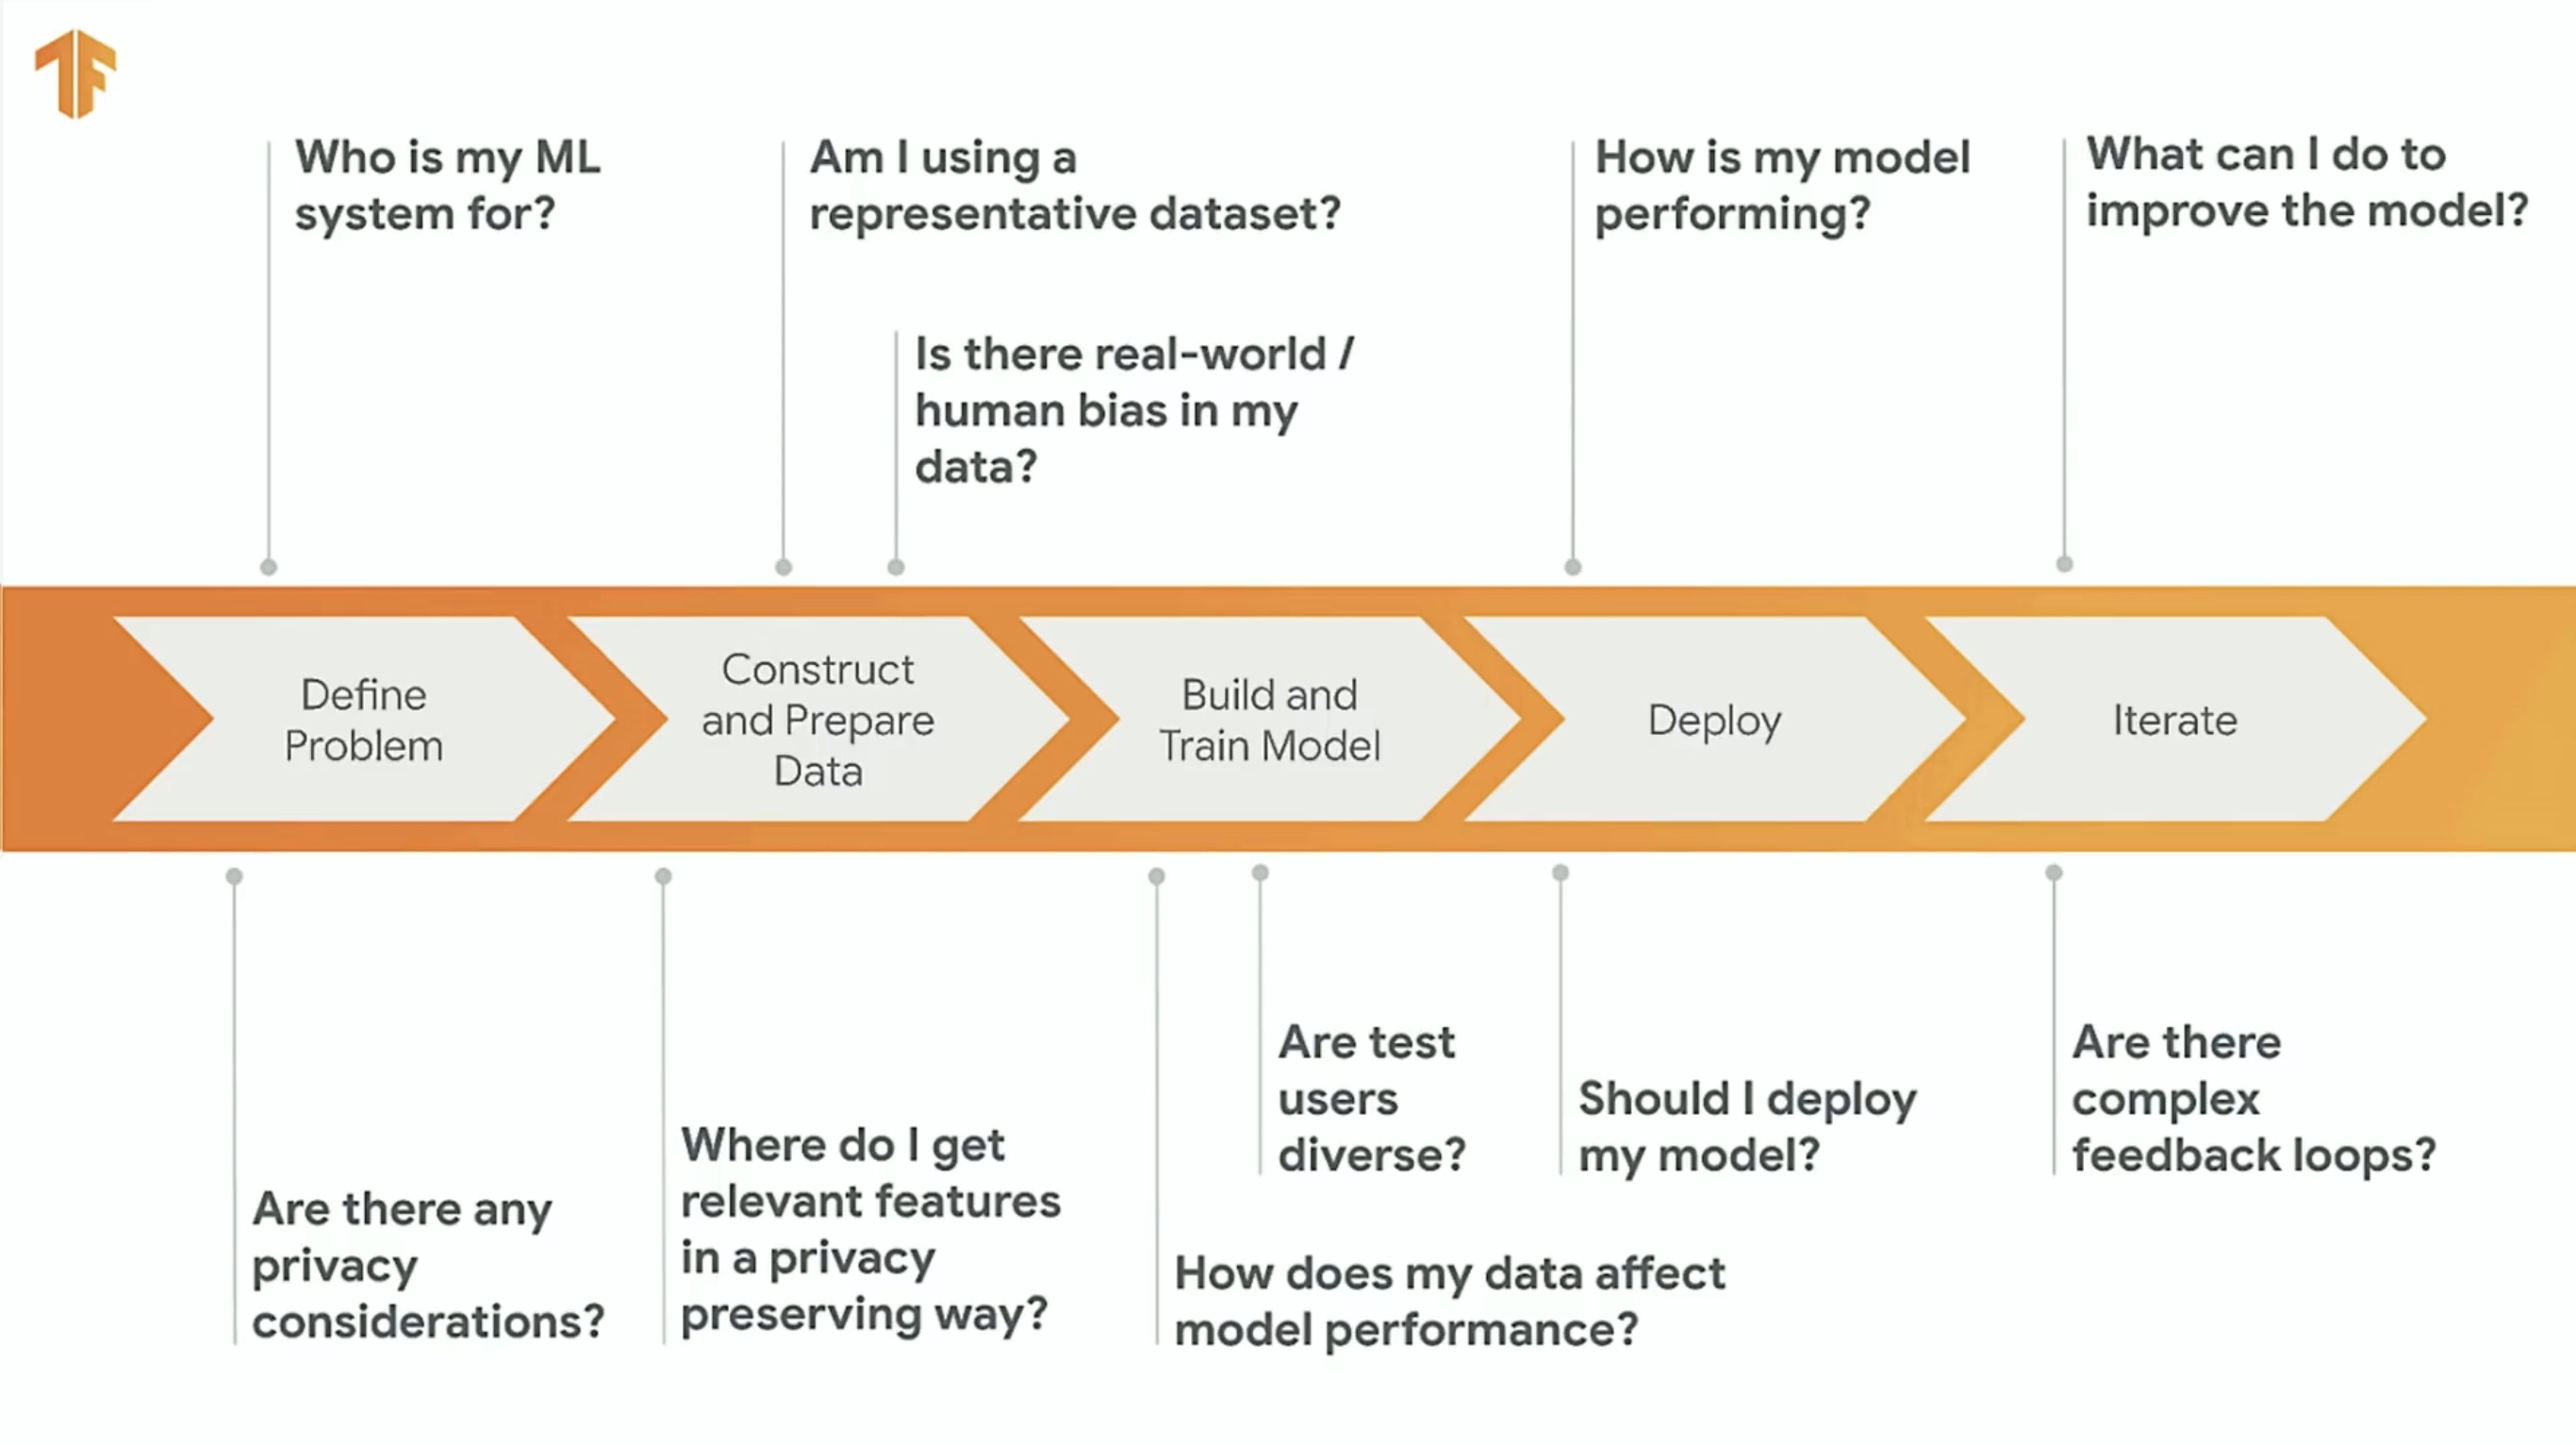 Who is my ML
system for?
Am I using a
representative dataset?
Is there real-world /
human bias in my
data?
How is my model
performing?
What can I do to
improve the model?
Define
Problem
Construct
and Prepare
Data
Build and
Train Model
Deploy
Iterate
Are there any
privacy
considerations?
Where do I get
relevant features
in a privacy
preserving way?
How does my data affect
model performance?
Are test
users
diverse?
Should I deploy
my model?
Are there
complex
feedback loops?